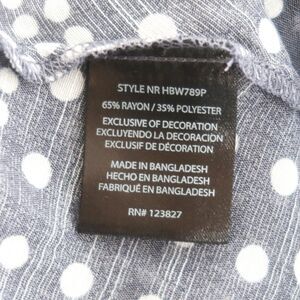 STYLE NR HBW789P
65% RAYON / 35% POLYESTER
EXCLUSIVE OF DECORATION
EXCLUYENDO LA DECORACION
EXCLUSIF DE DÉCORATION
MADE IN BANGLADESH
HECHO EN BANGLADESH
FABRIQUÉ EN BANGLADESH
RN# 123827